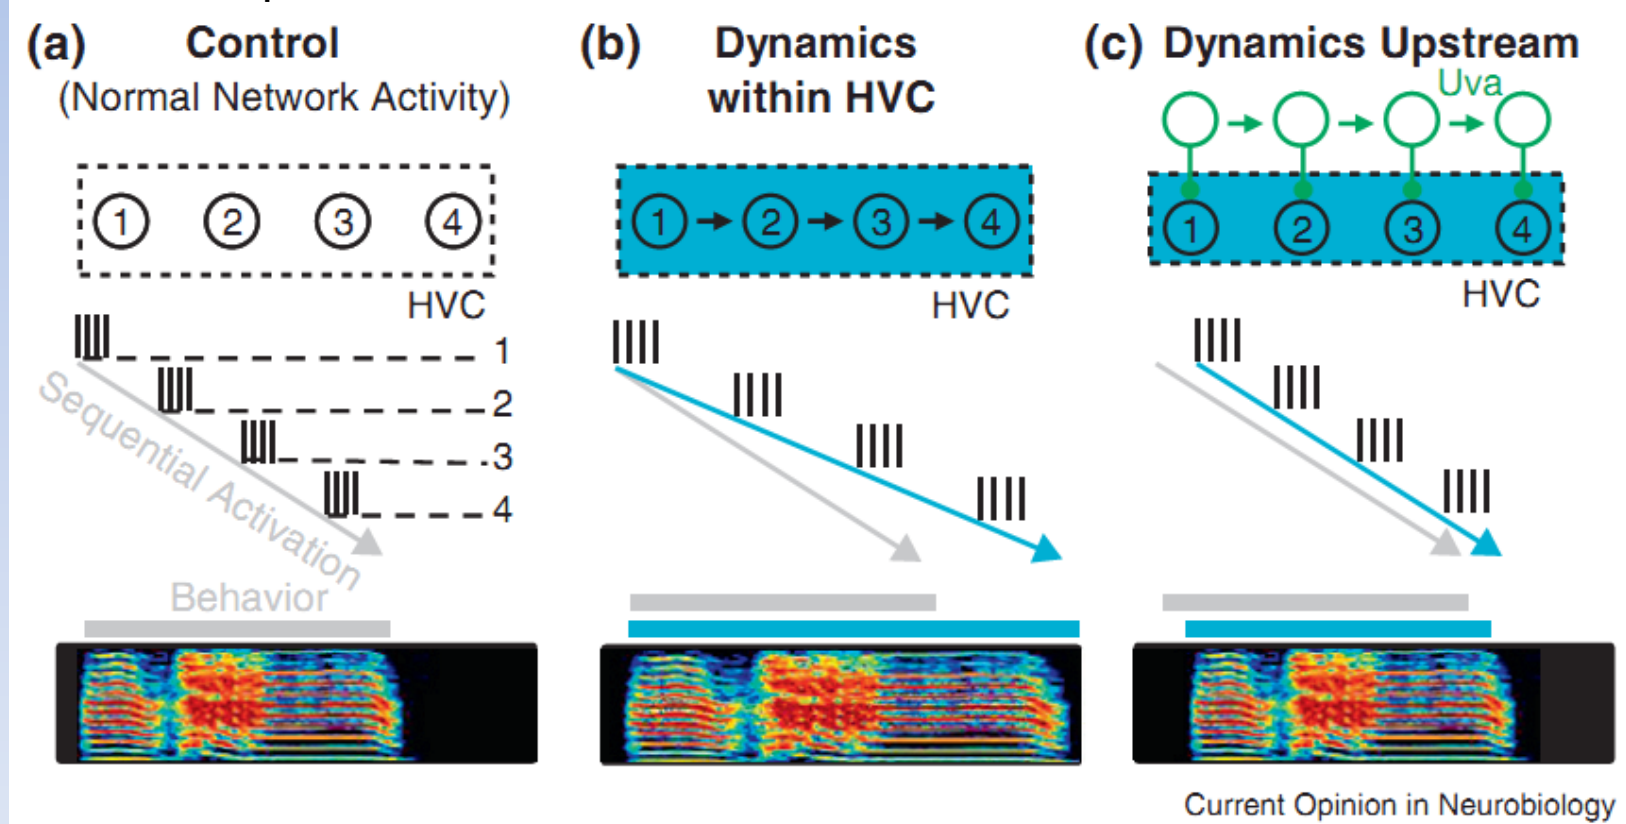 (a) Control
(Normal Network Activity)
1 2 3 4
HVC
1
2
3
4
Sequential Activation
Behavior
(b) Dynamics
within HVC
1 2 3 4
HVC
(c) Dynamics Upstream
Uva
1 2 3 4
HVC
Current Opinion in Neurobiology